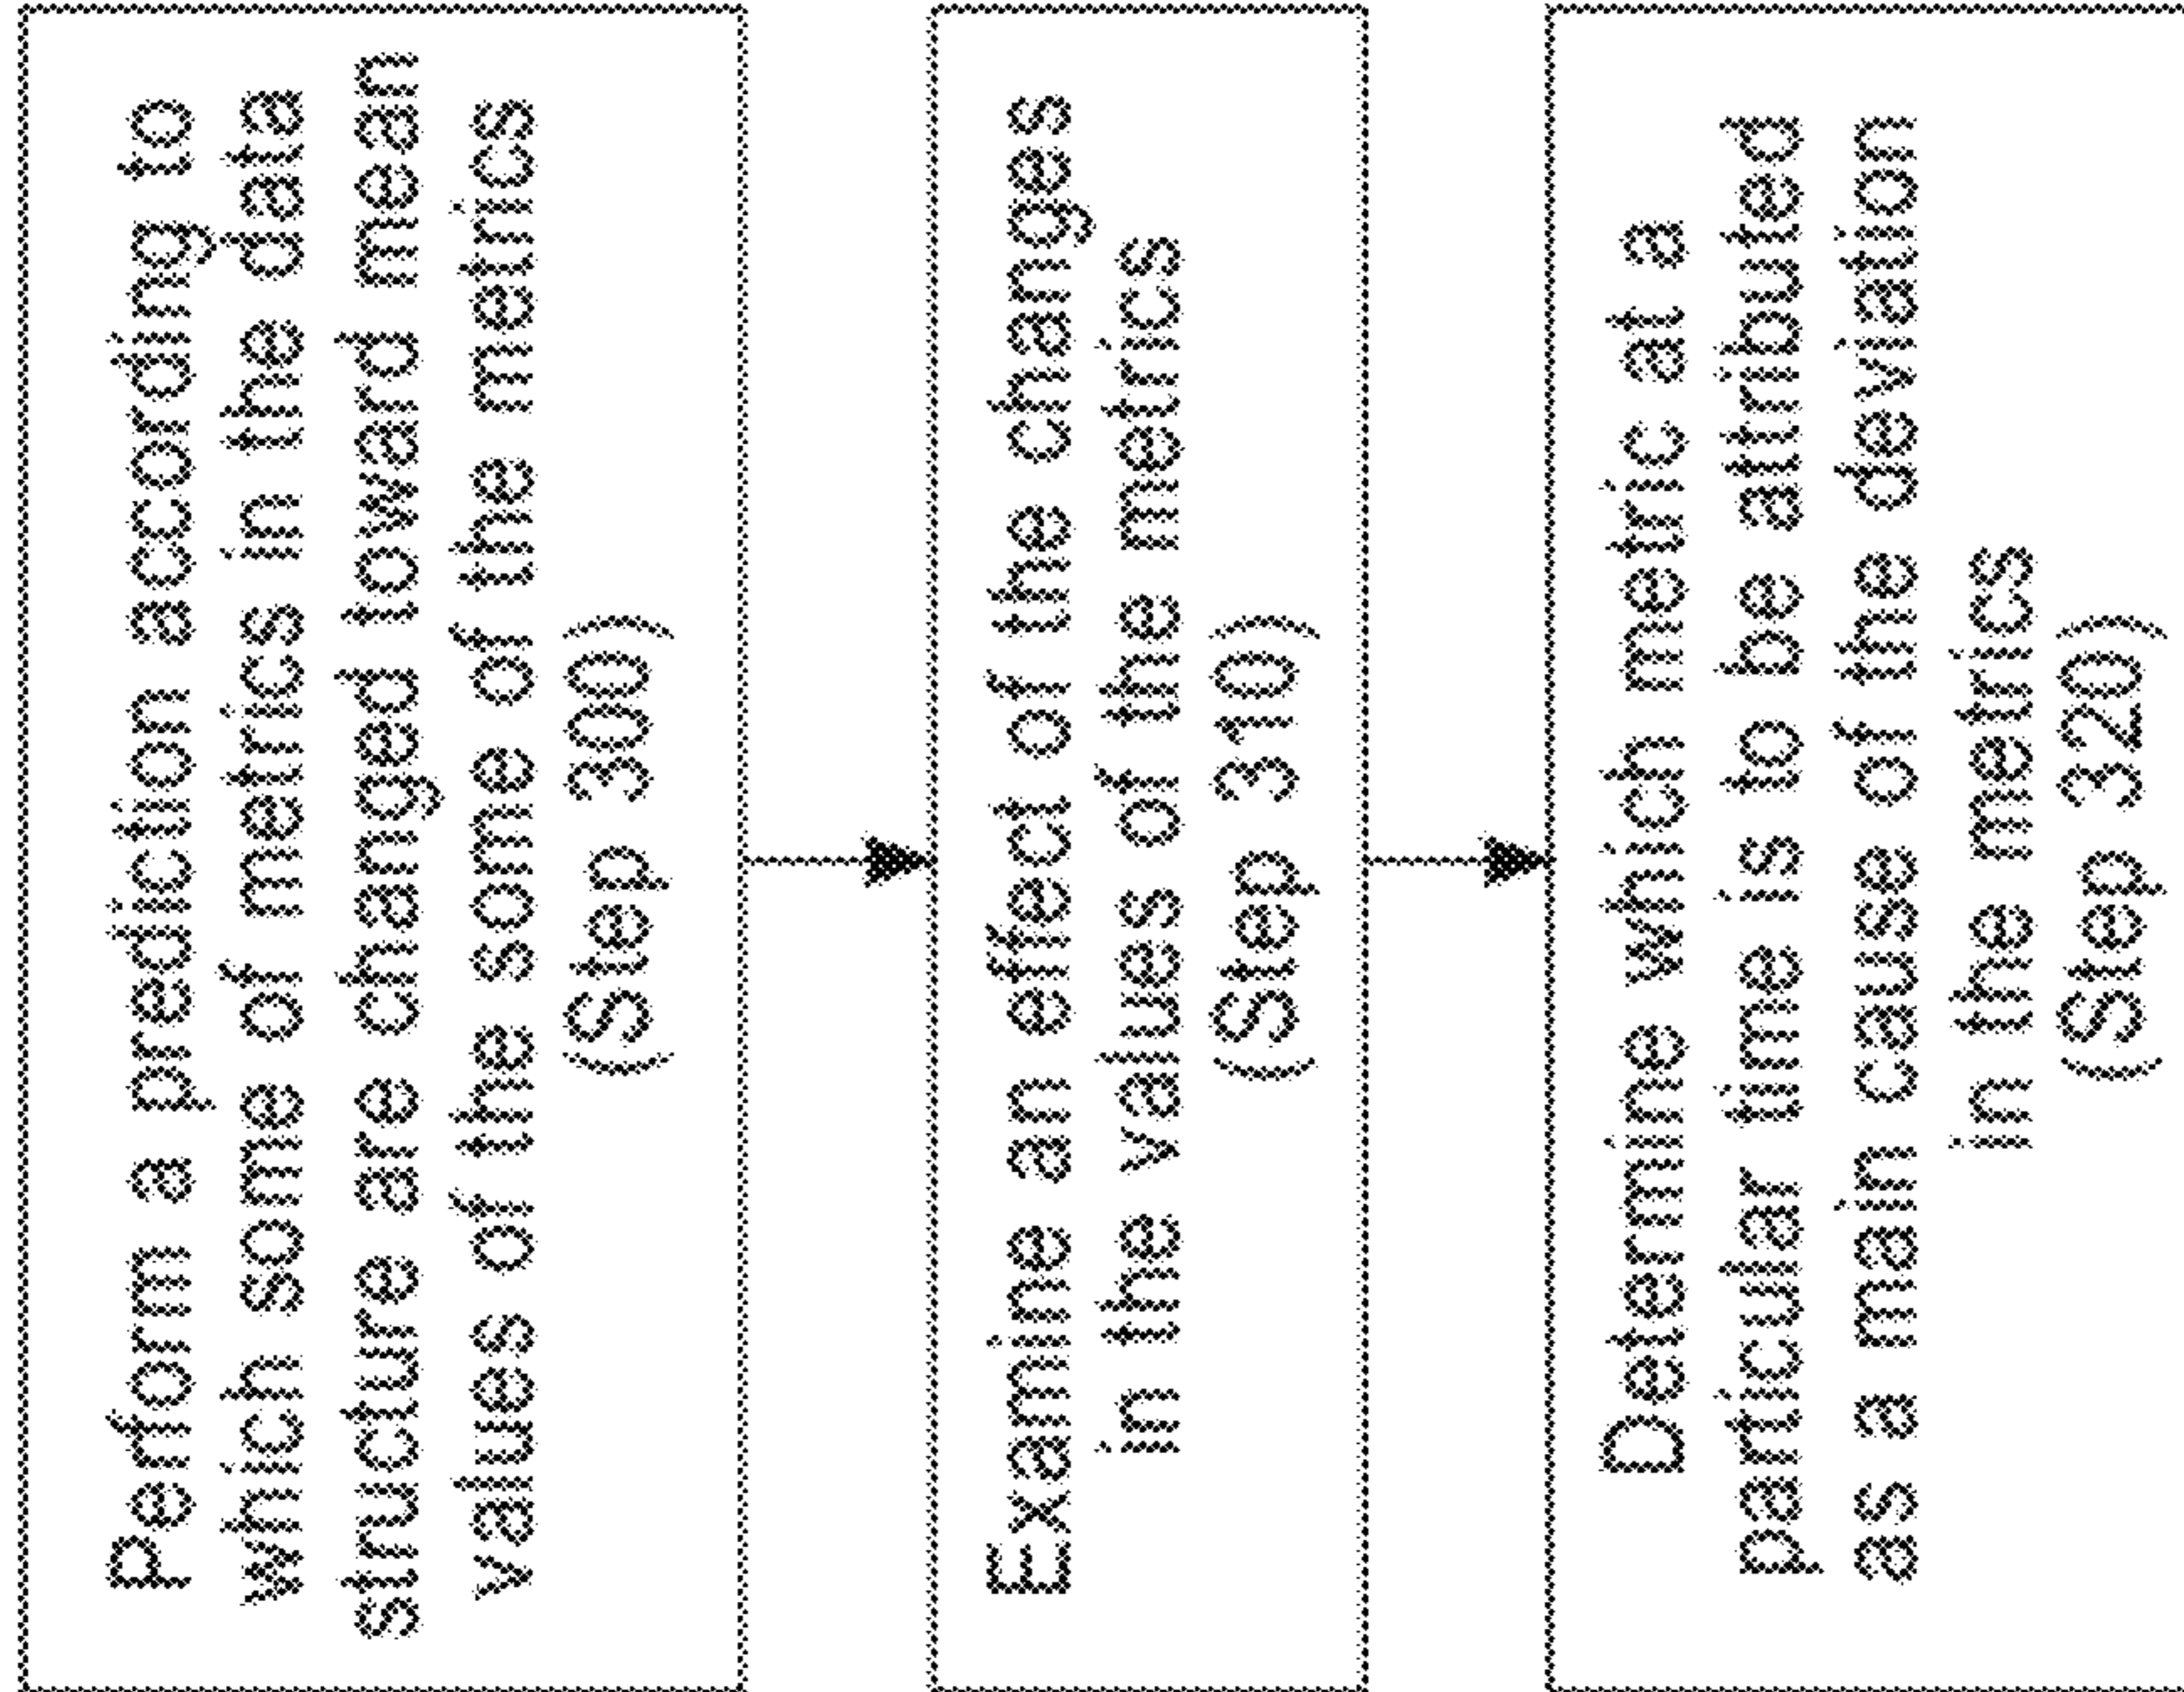 Perform a prediction according to
which some of metrics in the data
structure are changed toward mean
values of the some of the metrics
(Step 300)
Examine an effect of the changes
in the values of the metrics
(Step 310)
Determine which metric at a
particular time is to be attributed
as a main cause of the deviation
in the metrics
(Step 320)